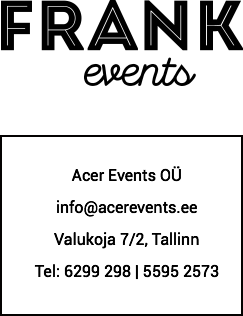 FRANK
events
Acer Events OÜ
info@acerevents.ee
Valukoja 7/2, Tallinn
Tel: 6299 298 | 5595 2573